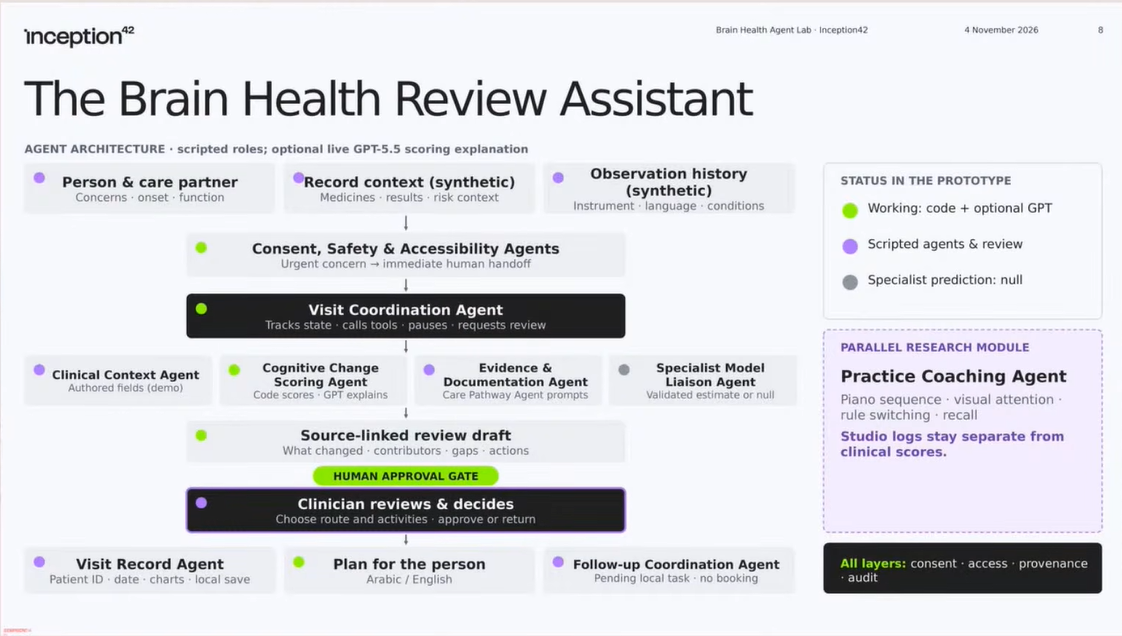 inception42
Brain Health Agent Lab · Inception42
4 November 2026
8
The Brain Health Review Assistant
AGENT ARCHITECTURE · scripted roles; optional live GPT-5.5 scoring explanation
Person & care partner
Concerns · onset · function
Record context (synthetic)
Medicines · results · risk context
Observation history
(synthetic)
Instrument · language · conditions
Consent, Safety & Accessibility Agents
Urgent concern → immediate human handoff
Visit Coordination Agent
Tracks state · calls tools · pauses · requests review
Clinical Context Agent
Authored fields (demo)
Cognitive Change
Scoring Agent
Code scores · GPT explains
Evidence &
Documentation Agent
Care Pathway Agent prompts
Specialist Model
Liaison Agent
Validated estimate or null
Source-linked review draft
What changed · contributors · gaps · actions
HUMAN APPROVAL GATE
Clinician reviews & decides
Choose route and activities · approve or return
Visit Record Agent
Patient ID · date · charts · local save
Plan for the person
Arabic / English
Follow-up Coordination Agent
Pending local task · no booking
STATUS IN THE PROTOTYPE
Working: code + optional GPT
Scripted agents & review
Specialist prediction: null
PARALLEL RESEARCH MODULE
Practice Coaching Agent
Piano sequence · visual attention ·
rule switching · recall
Studio logs stay separate from
clinical scores.
All layers: consent · access · provenance
· audit